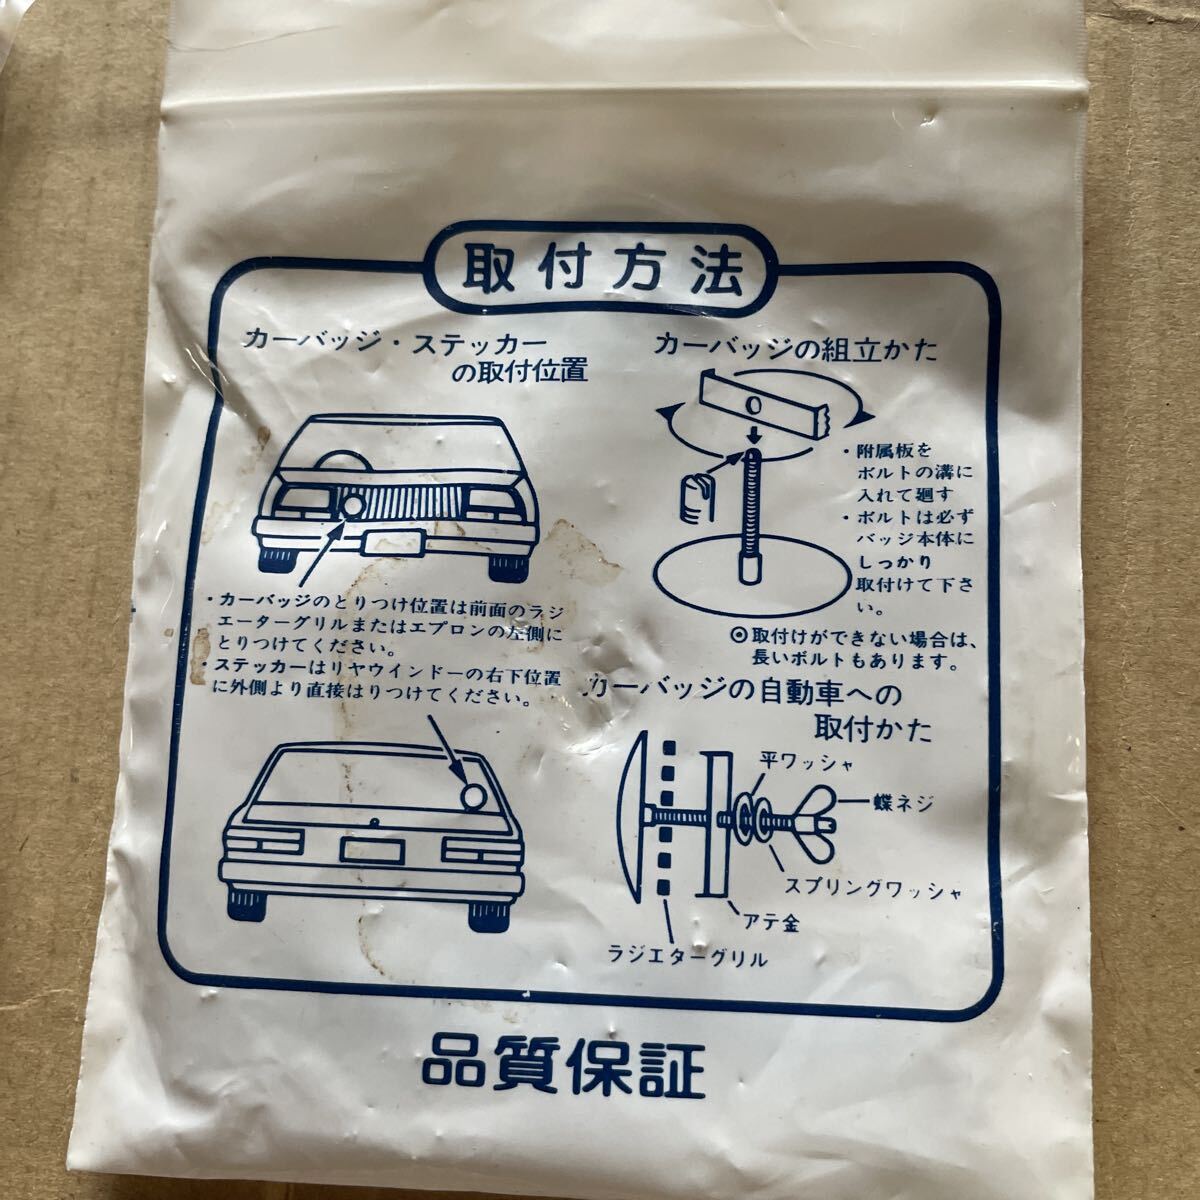 取付方法
カーバッジ・ステッカー
の取付位置
・カーバッジのとりつけ位置は前面のラジ
エーターグリルまたはエプロンの左側に
とりつけてください。
・ステッカーはリヤウインドーの右下位置
に外側より直接はりつけてください。
カーバッジの組立かた
・附属板を
ボルトの溝に
入れて廻す
・ボルトは必ず
バッジ本体に
しっかり
取付けて下さ
い。
◎取付けができない場合は、
長いボルトもあります。
カーバッジの自動車への
取付かた
平ワッシャ
蝶ネジ
スプリングワッシャ
アテ金
ラジエターグリル
品質保証